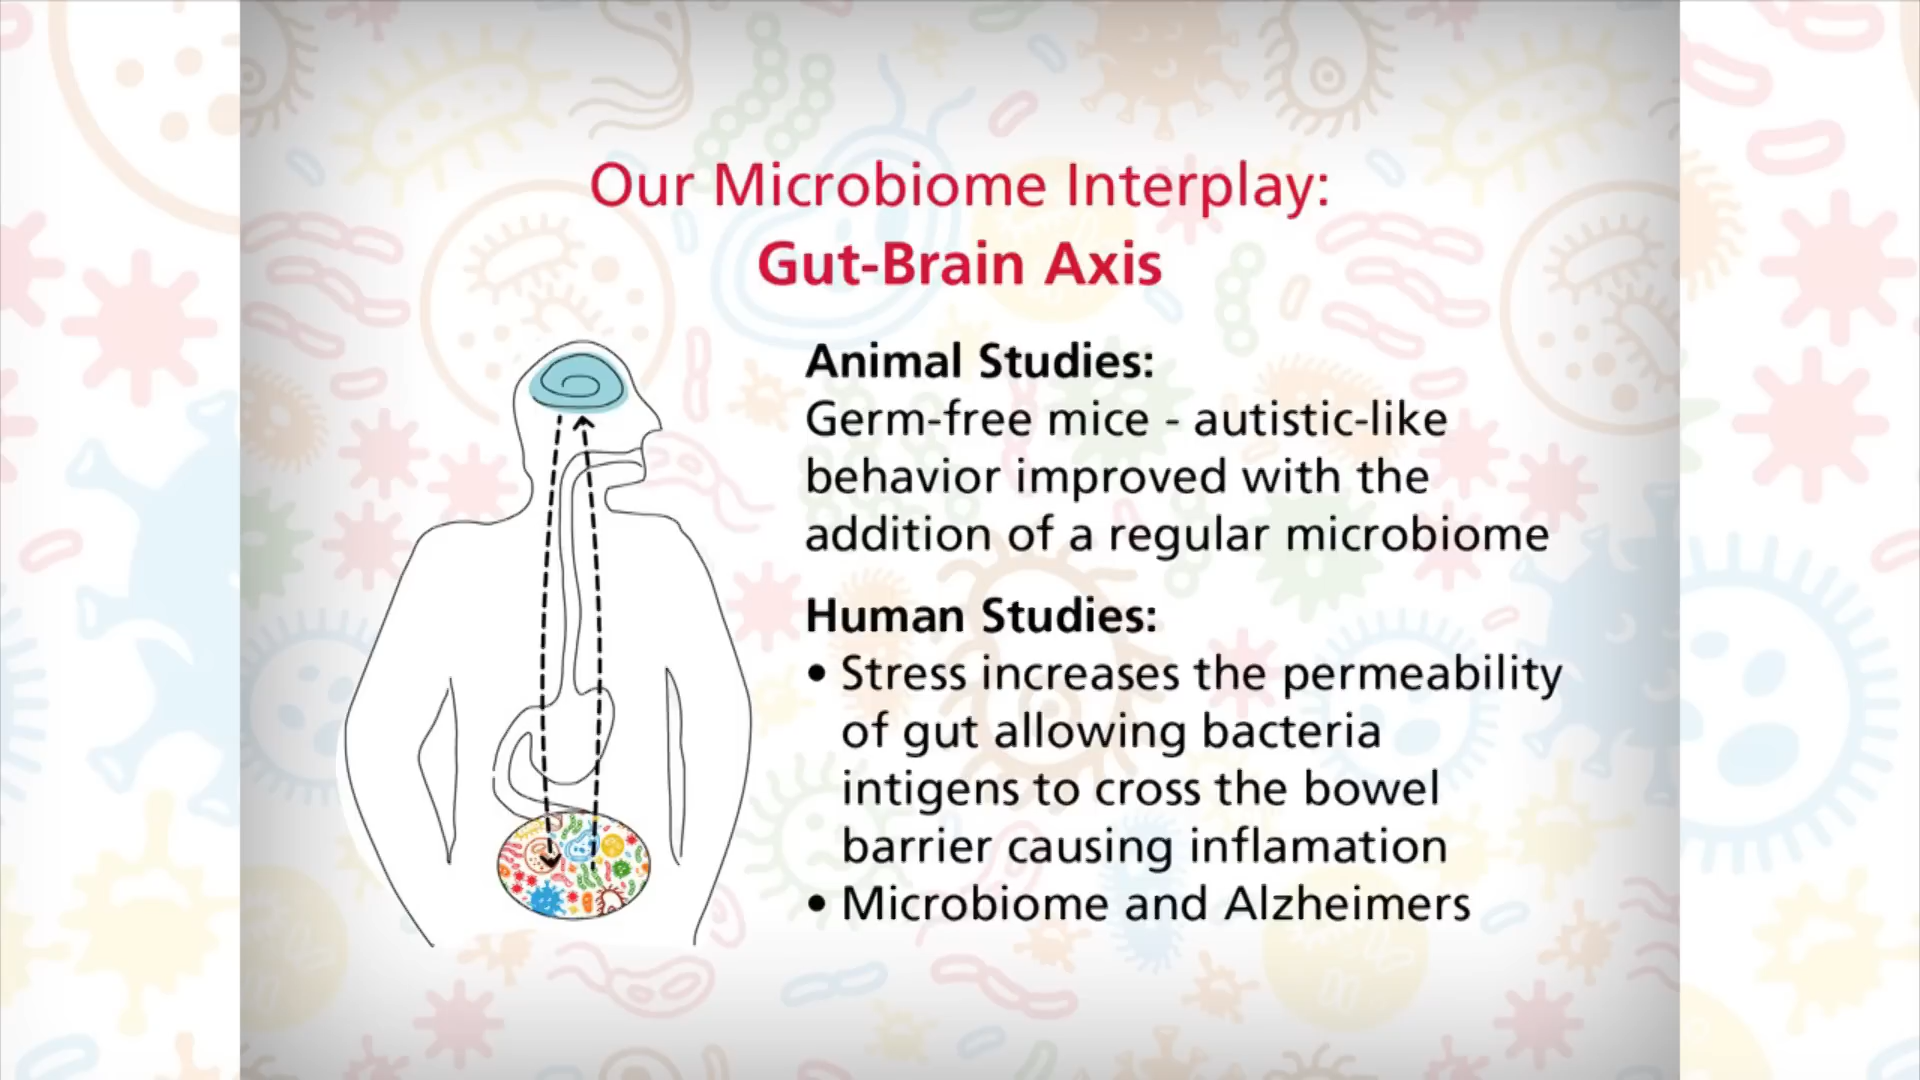 Our Microbiome Interplay:
Gut-Brain Axis
Animal Studies:
Germ-free mice - autistic-like
behavior improved with the
addition of a regular microbiome
Human Studies:
• Stress increases the permeability
of gut allowing bacteria
intigens to cross the bowel
barrier causing inflamation
• Microbiome and Alzheimers